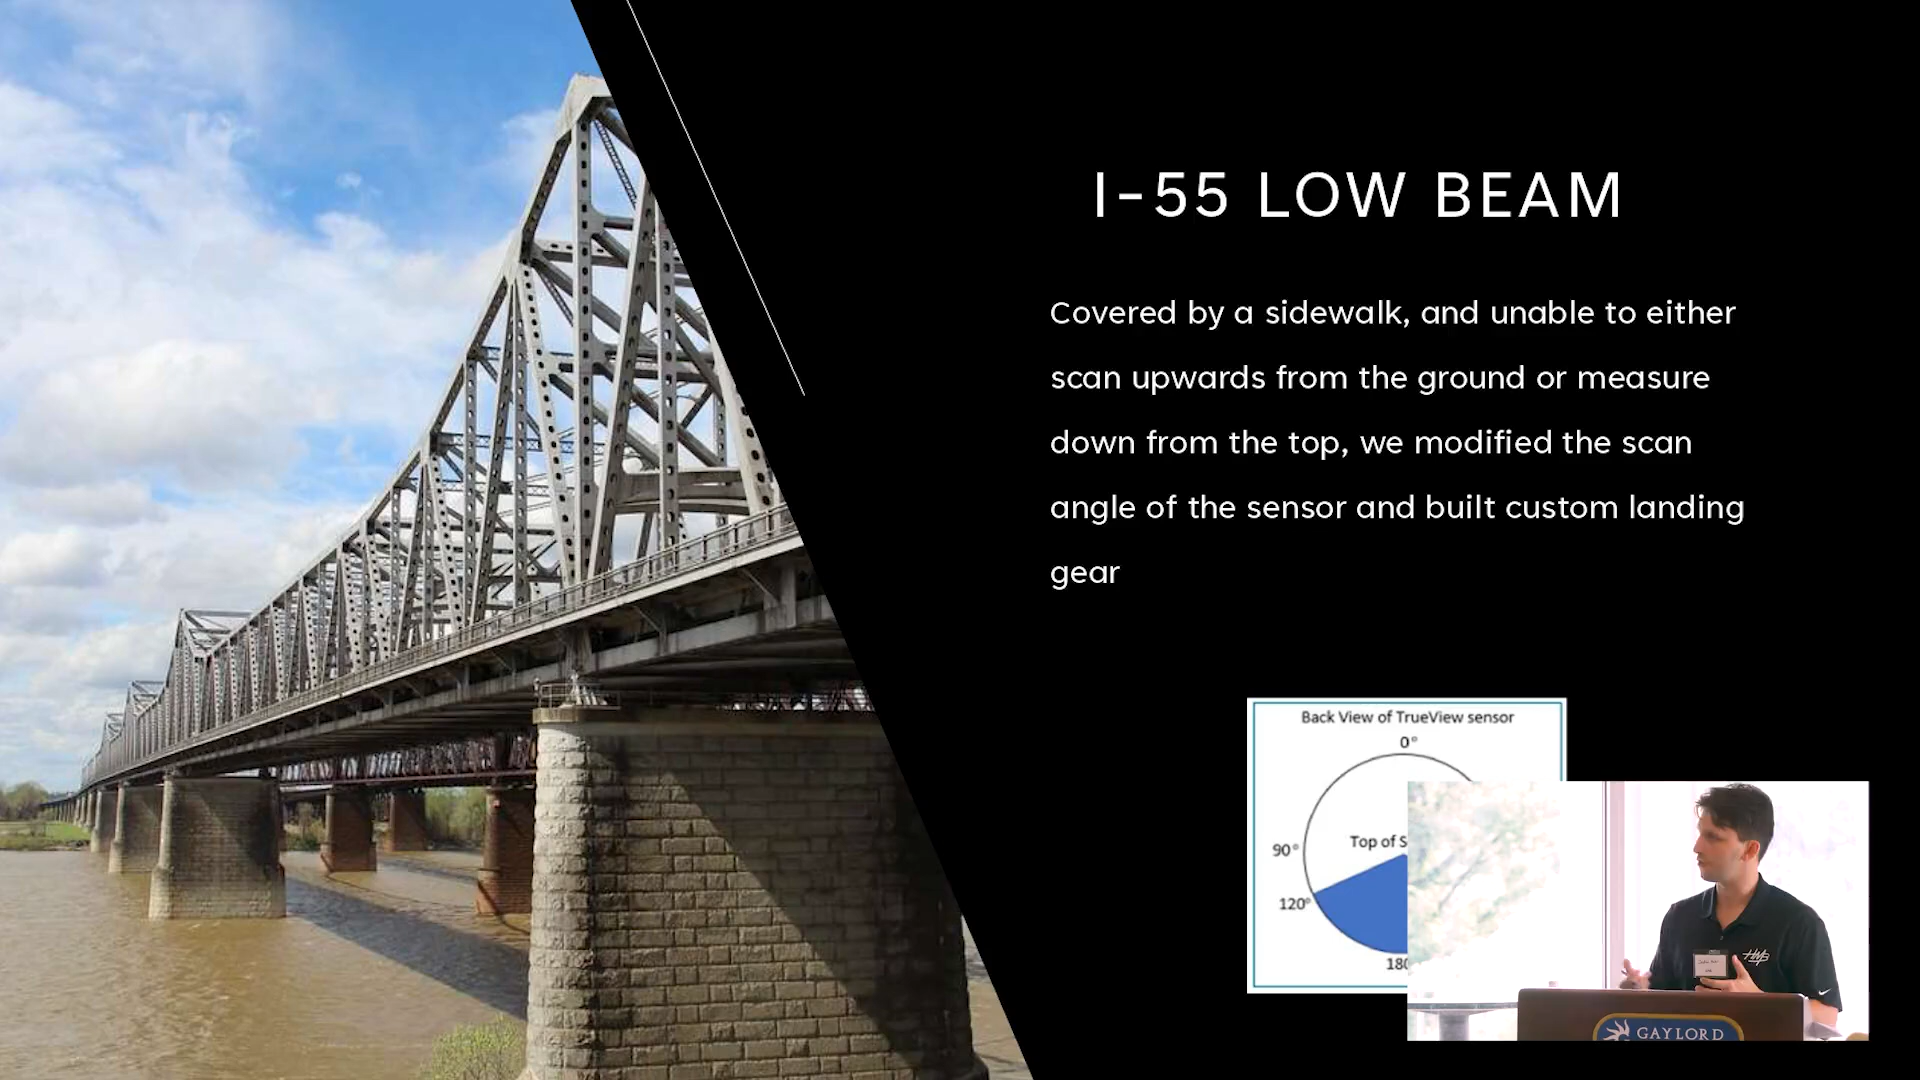 I-55 LOW BEAM
Covered by a sidewalk, and unable to either
scan upwards from the ground or measure
down from the top, we modified the scan
angle of the sensor and built custom landing
gear
Back View of TrueView sensor
0°
Top of S
90°
120°
180
HMB
GAYLORD